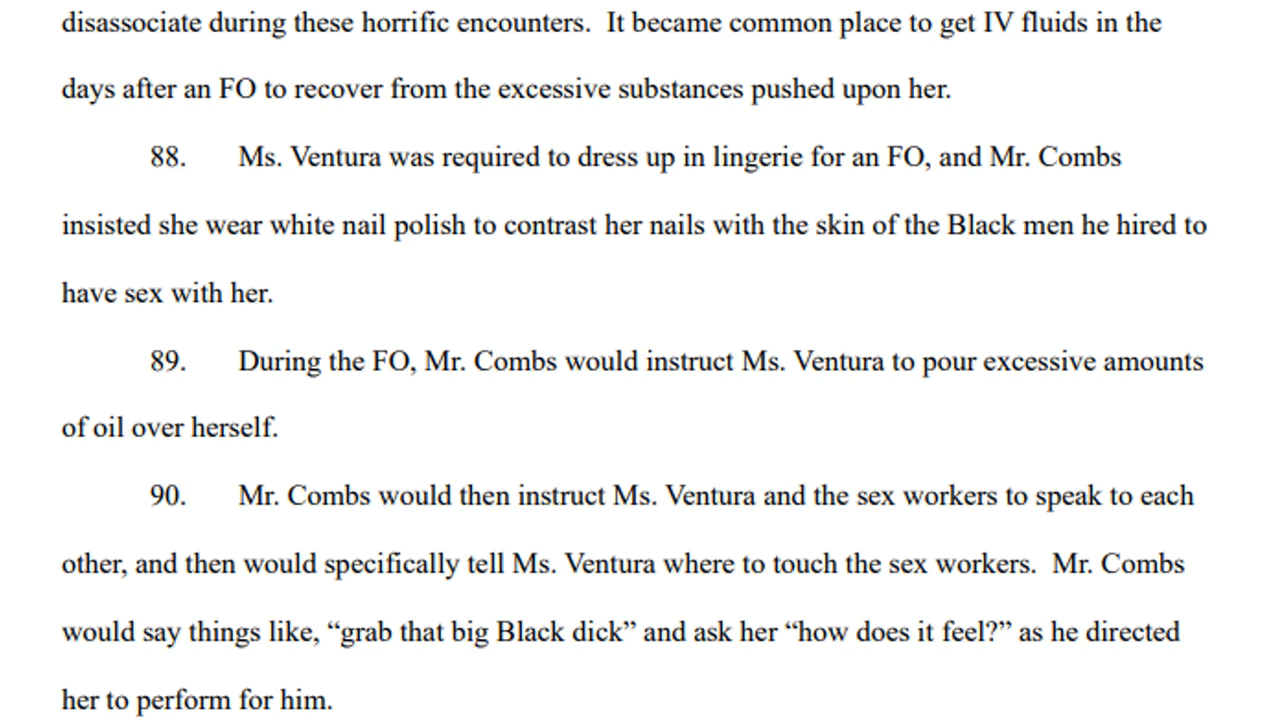 disassociate during these horrific encounters.  It became common place to get IV fluids in the
days after an FO to recover from the excessive substances pushed upon her.
88. Ms. Ventura was required to dress up in lingerie for an FO, and Mr. Combs
insisted she wear white nail polish to contrast her nails with the skin of the Black men he hired to
have sex with her.
89. During the FO, Mr. Combs would instruct Ms. Ventura to pour excessive amounts
of oil over herself.
90. Mr. Combs would then instruct Ms. Ventura and the sex workers to speak to each
other, and then would specifically tell Ms. Ventura where to touch the sex workers.  Mr. Combs
would say things like, “grab that big Black dick” and ask her “how does it feel?” as he directed
her to perform for him.